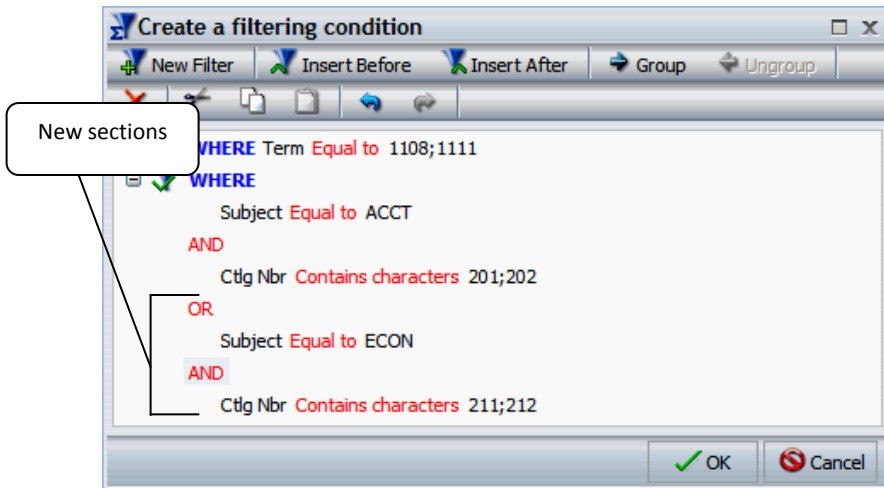 Create a filtering condition
New Filter Insert Before Insert After Group Ungroup
New sections
WHERE Term Equal to 1108;1111
WHERE
Subject Equal to ACCT
AND
Ctlg Nbr Contains characters 201;202
OR
Subject Equal to ECON
AND
Ctlg Nbr Contains characters 211;212
OK Cancel